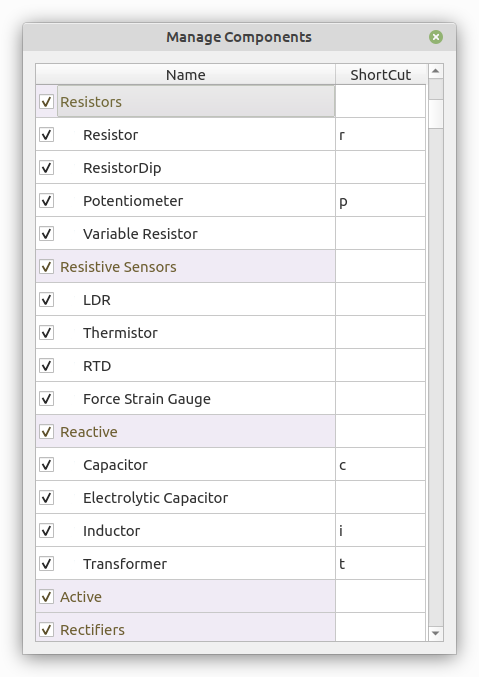 Manage Components
Name ShortCut
Resistors
Resistor r
ResistorDip
Potentiometer p
Variable Resistor
Resistive Sensors
LDR
Thermistor
RTD
Force Strain Gauge
Reactive
Capacitor c
Electrolytic Capacitor
Inductor i
Transformer t
Active
Rectifiers